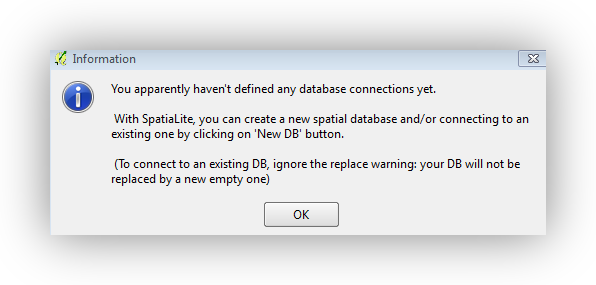 Information
You apparently haven't defined any database connections yet.
With SpatiaLite, you can create a new spatial database and/or connecting to an
existing one by clicking on 'New DB' button.
(To connect to an existing DB, ignore the replace warning: your DB will not be
replaced by a new empty one)
OK